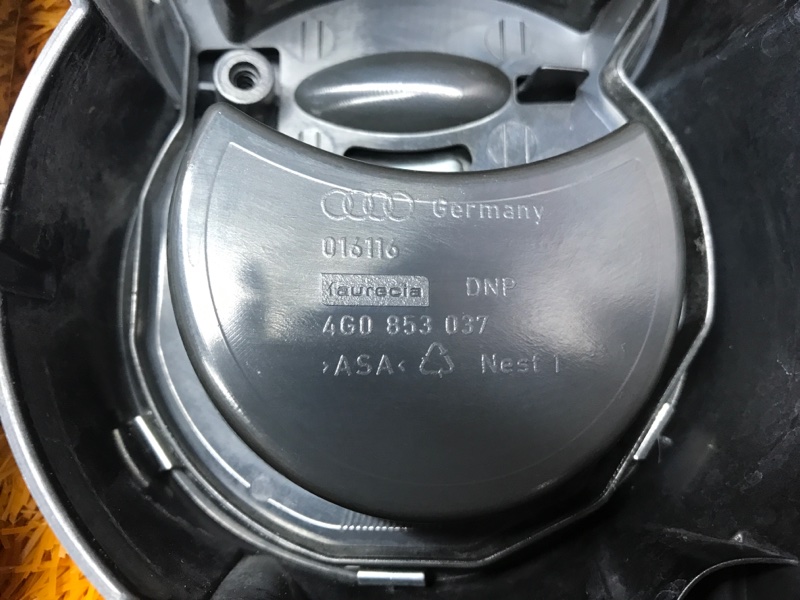 Germany
016116
faurecia DNP
4G0 853 037
>ASA< Nest 1